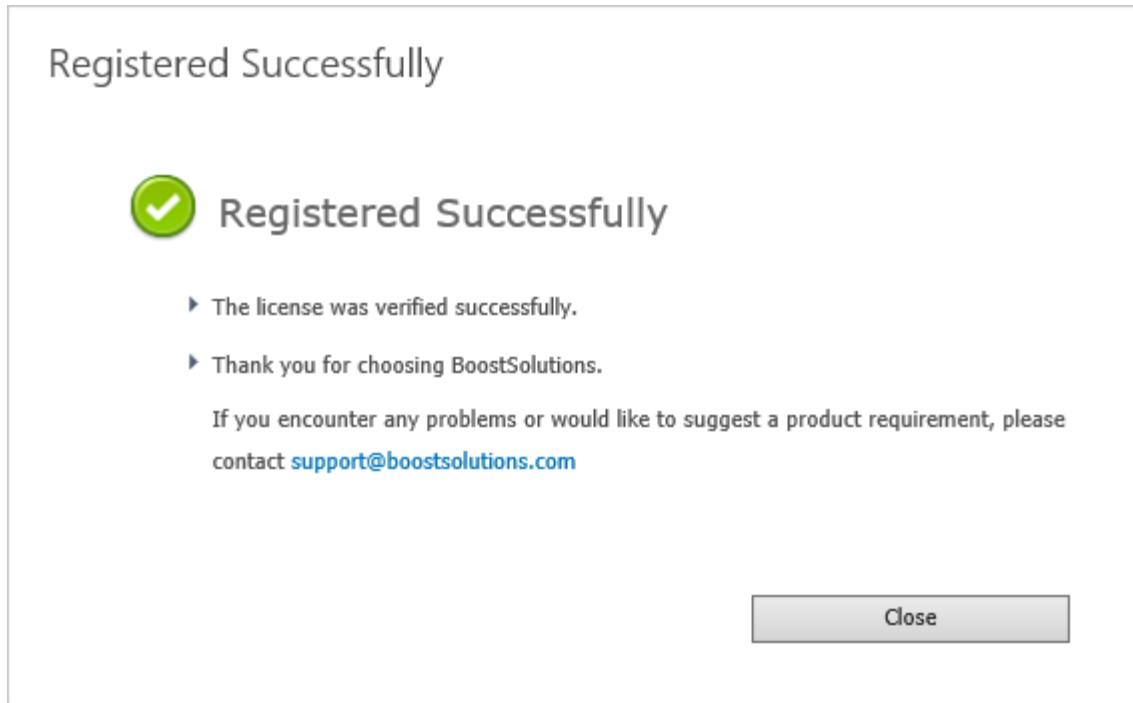 Registered Successfully
Registered Successfully
The license was verified successfully.
Thank you for choosing BoostSolutions.
If you encounter any problems or would like to suggest a product requirement, please
contact support@boostsolutions.com
Close